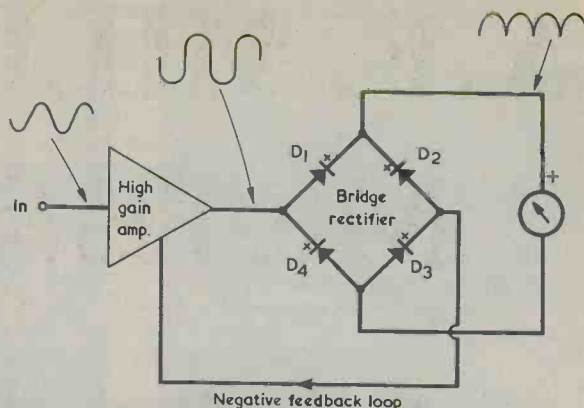 In
High
gain
amp.
D1
D2
Bridge
rectifier
D4
D3
+
Negative feedback loop